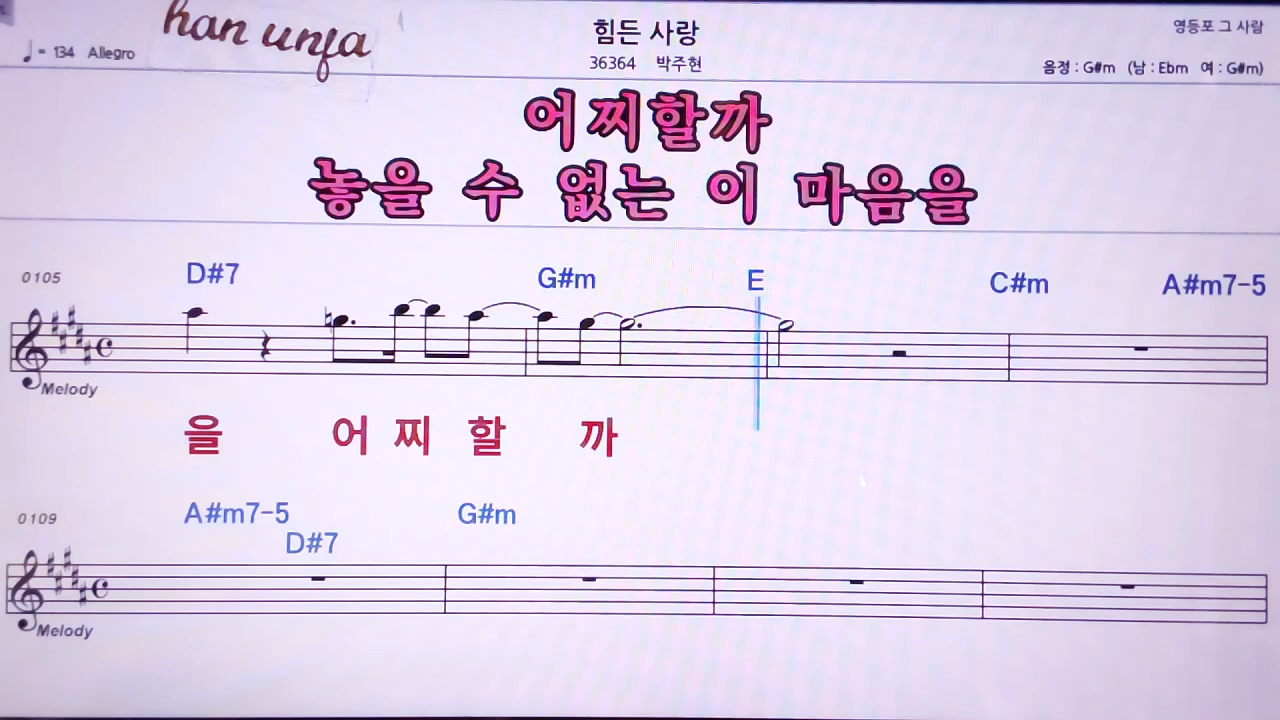 han unja
힘든 사랑
영등포 그 사람
♩= 134 Allegro
36364 박주현
음정 : G#m (남 : Ebm 여 : G#m)
어찌할까
놓을 수 없는 이 마음을
0105 D#7 G#m E C#m A#m7-5
Melody
을 어 찌 할 까
0109 A#m7-5 G#m
D#7
Melody